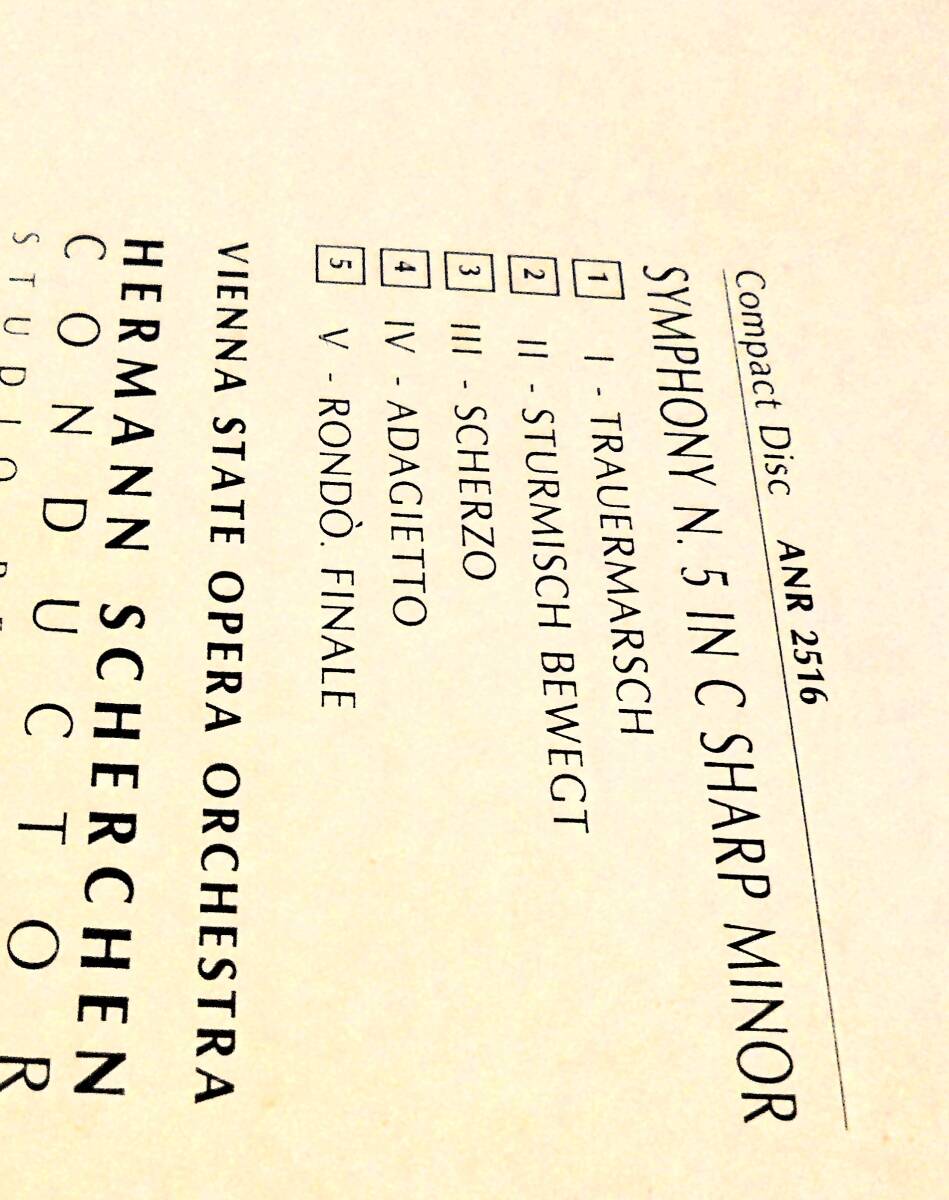 Compact Disc ANR 2516
SYMPHONY N. 5 IN C SHARP MINOR
1 I - TRAUERMARSCH
2 II - STURMISCH BEWEGT
3 III - SCHERZO
4 IV - ADAGIETTO
5 V - RONDÒ. FINALE
VIENNA STATE OPERA ORCHESTRA
HERMANN SCHERCHEN
CONDUCTOR
STUDIO